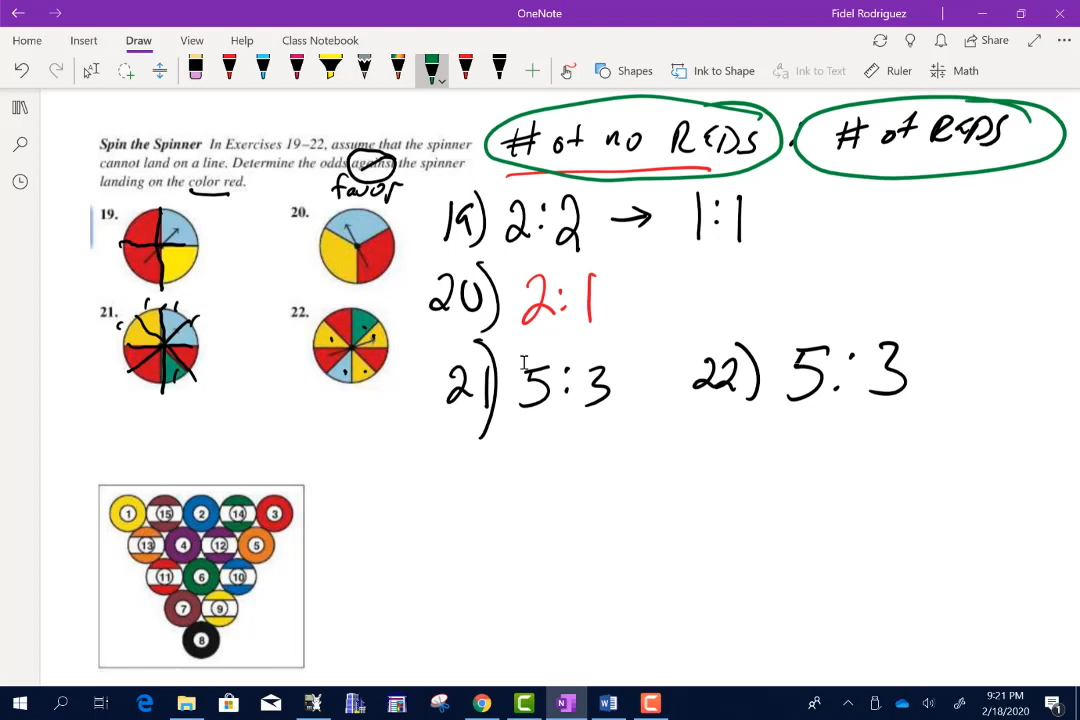 OneNote
Fidel Rodriguez
Home Insert Draw View Help Class Notebook
Share
Shapes Ink to Shape Ink to Text Ruler Math
# of no REDS : # of REDS
Spin the Spinner In Exercises 19–22, assume that the spinner
cannot land on a line. Determine the odds against the spinner
landing on the color red.
favor
19.
20.
19) 2:2 → 1:1
20) 2:1
21.
22.
21) 5:3
22) 5:3
1 15 2 14 3
13 4 12 5
11 6 10
7 9
8
9:21 PM
2/18/2020
1